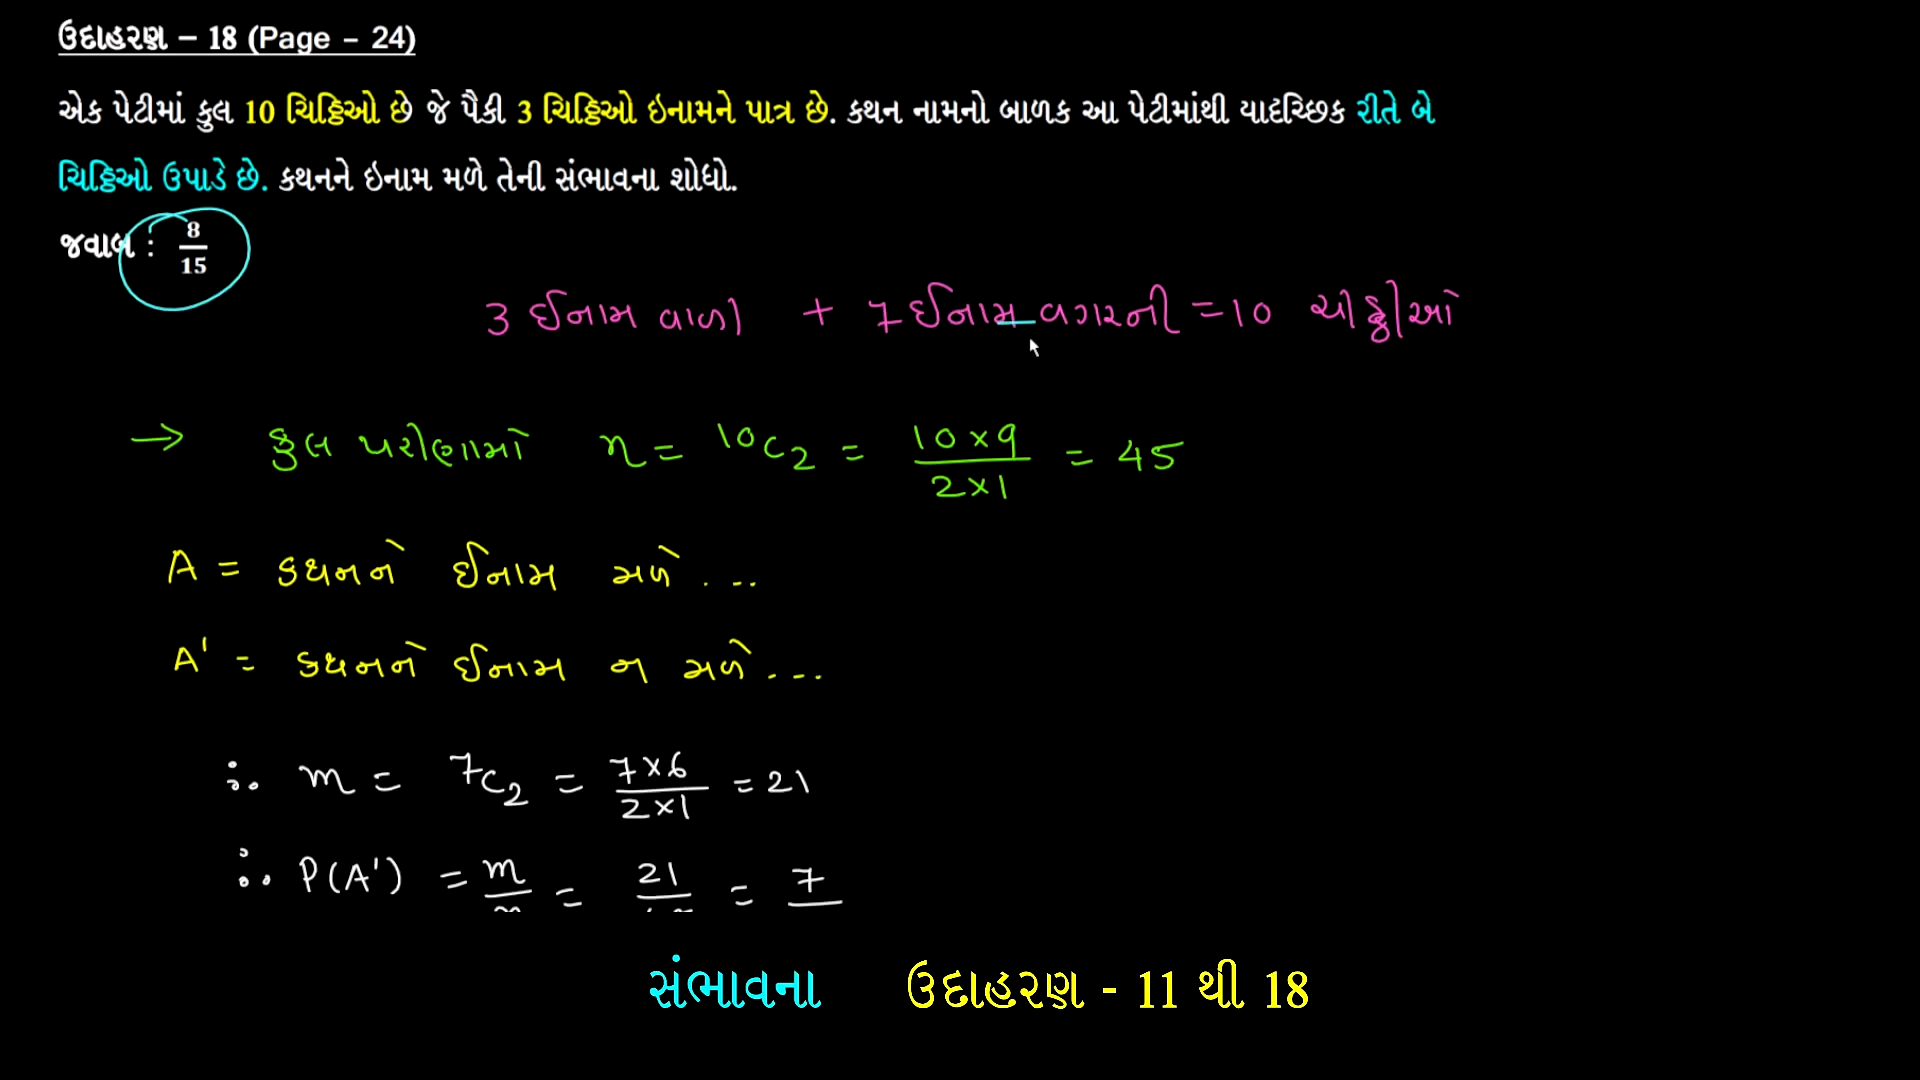 ઉદાહરણ – 18 (Page – 24)
એક પેટીમાં કુલ 10 ચિઠ્ઠિઓ છે જે પૈકી 3 ચિઠ્ઠિઓ ઇનામને પાત્ર છે. કથન નામનો બાળક આ પેટીમાંથી યાદચ્છિક રીતે બે
ચિઠ્ઠિઓ ઉપાડે છે. કથનને ઇનામ મળે તેની સંભાવના શોધો.
જવાબ : 8/15
3 ઈનામ વાળી + 7 ઈનામ વગરની = 10 ચીઠ્ઠીઓ
→ કુલ પરીણામો n = ¹⁰C₂ = 10×9/2×1 = 45
A = કથનને ઈનામ મળે ...
A' = કથનને ઈનામ ન મળે ...
∴ m = ⁷C₂ = 7×6/2×1 = 21
∴ P(A') = m/ = 21/ = 7/
સંભાવના ઉદાહરણ - 11 થી 18